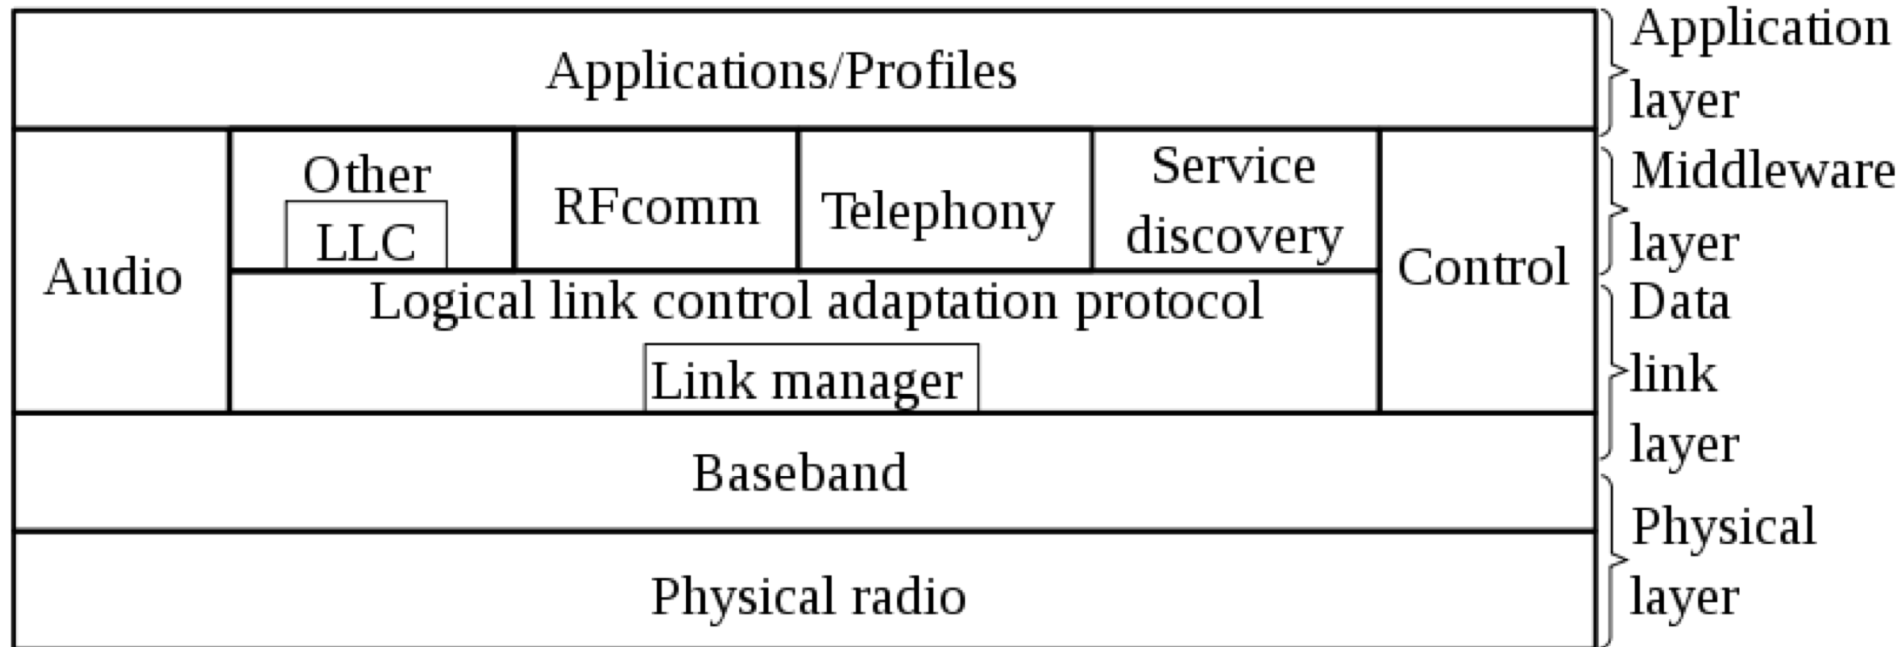 Applications/Profiles
Application
layer
Audio
Other
LLC
RFcomm
Telephony
Service
discovery
Control
Middleware
layer
Logical link control adaptation protocol
Link manager
Data
link
layer
Baseband
Physical radio
Physical
layer